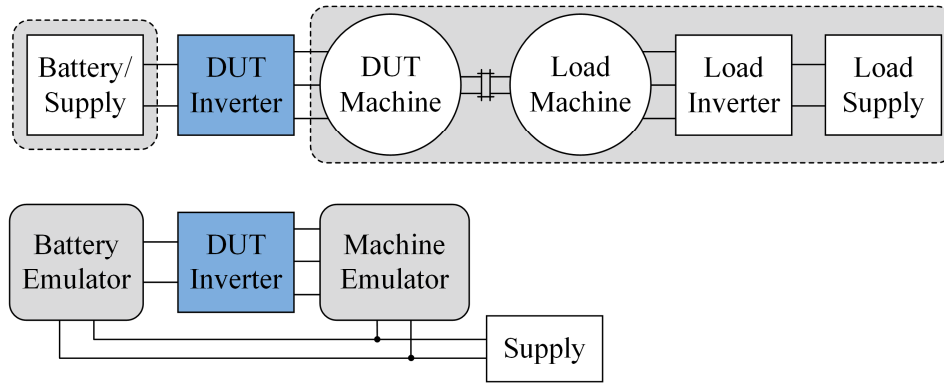 Battery/
Supply
DUT
Inverter
DUT
Machine
Load
Machine
Load
Inverter
Load
Supply
Battery
Emulator
DUT
Inverter
Machine
Emulator
Supply